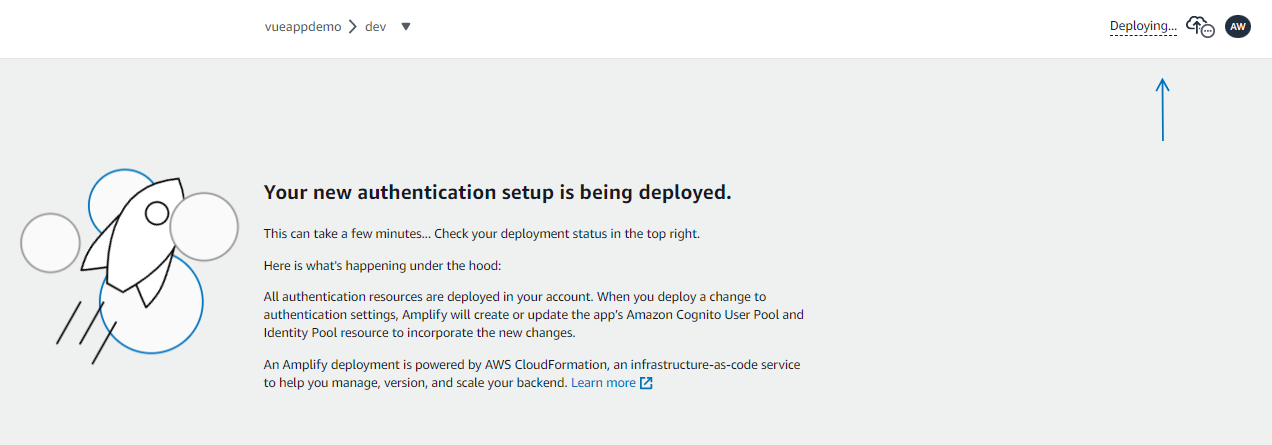 vueappdemo > dev ▼
Deploying...
AW
Your new authentication setup is being deployed.
This can take a few minutes... Check your deployment status in the top right.
Here is what's happening under the hood:
All authentication resources are deployed in your account. When you deploy a change to
authentication settings, Amplify will create or update the app's Amazon Cognito User Pool and
Identity Pool resource to incorporate the new changes.
An Amplify deployment is powered by AWS CloudFormation, an infrastructure-as-code service
to help you manage, version, and scale your backend. Learn more